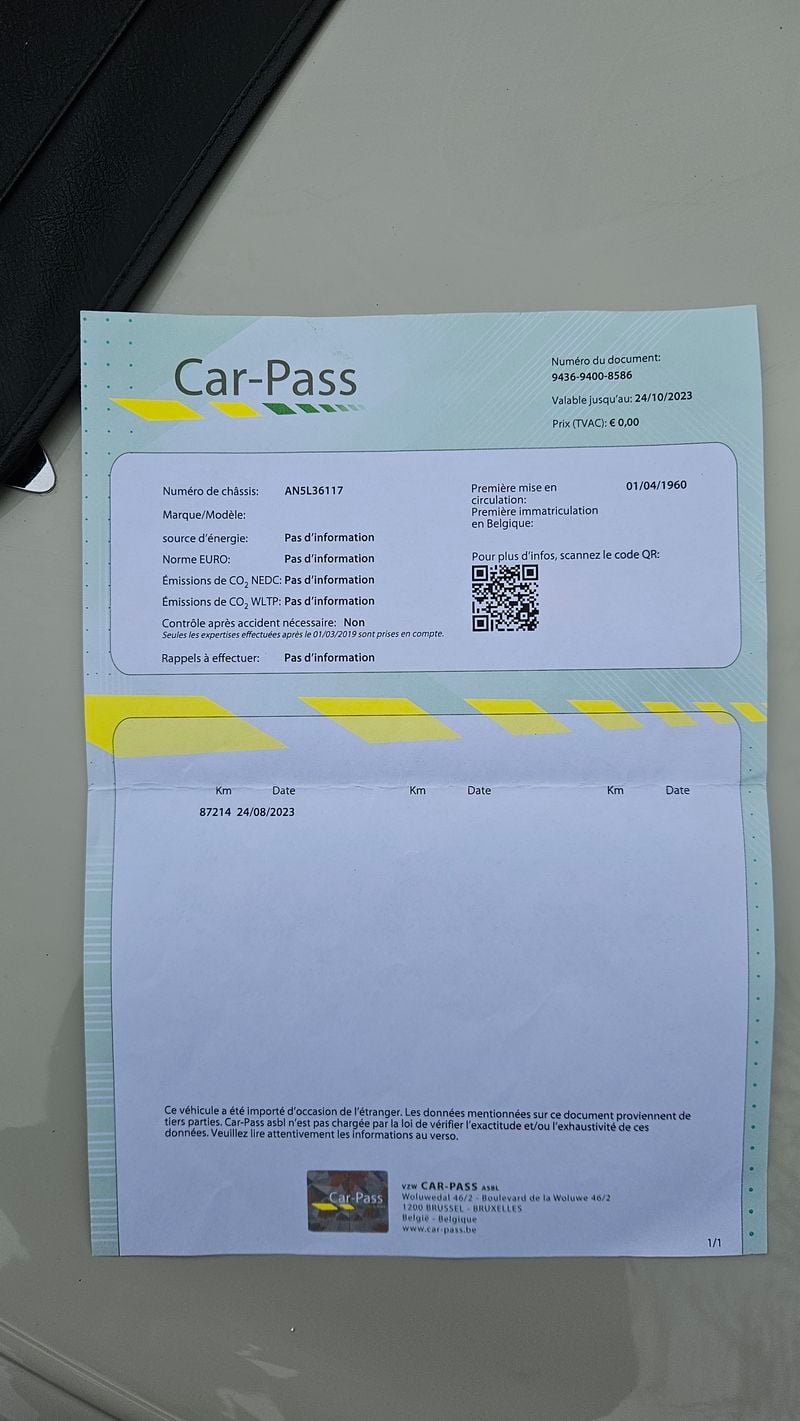 Car-Pass
Numéro du document:
9436-9400-8586
Valable jusqu'au: 24/10/2023
Prix (TVAC): € 0,00
Numéro de châssis: AN5L36117
Marque/Modèle:
source d'énergie: Pas d'information
Norme EURO: Pas d'information
Émissions de CO2 NEDC: Pas d'information
Émissions de CO2 WLTP: Pas d'information
Contrôle après accident nécessaire: Non
Seules les expertises effectuées après le 01/03/2019 sont prises en compte.
Rappels à effectuer: Pas d'information
Première mise en 01/04/1960
circulation:
Première immatriculation
en Belgique:
Pour plus d'infos, scannez le code QR:
Km Date Km Date Km Date
87214 24/08/2023
Ce véhicule a été importé d'occasion de l'étranger. Les données mentionnées sur ce document proviennent de
tiers parties. Car-Pass asbl n'est pas chargée par la loi de vérifier l'exactitude et/ou l'exhaustivité de ces
données. Veuillez lire attentivement les informations au verso.
Car-Pass
VZW CAR-PASS ASBL
Woluwedal 46/2 - Boulevard de la Woluwe 46/2
1200 BRUSSEL - BRUXELLES
België - Belgique
www.car-pass.be
1/1